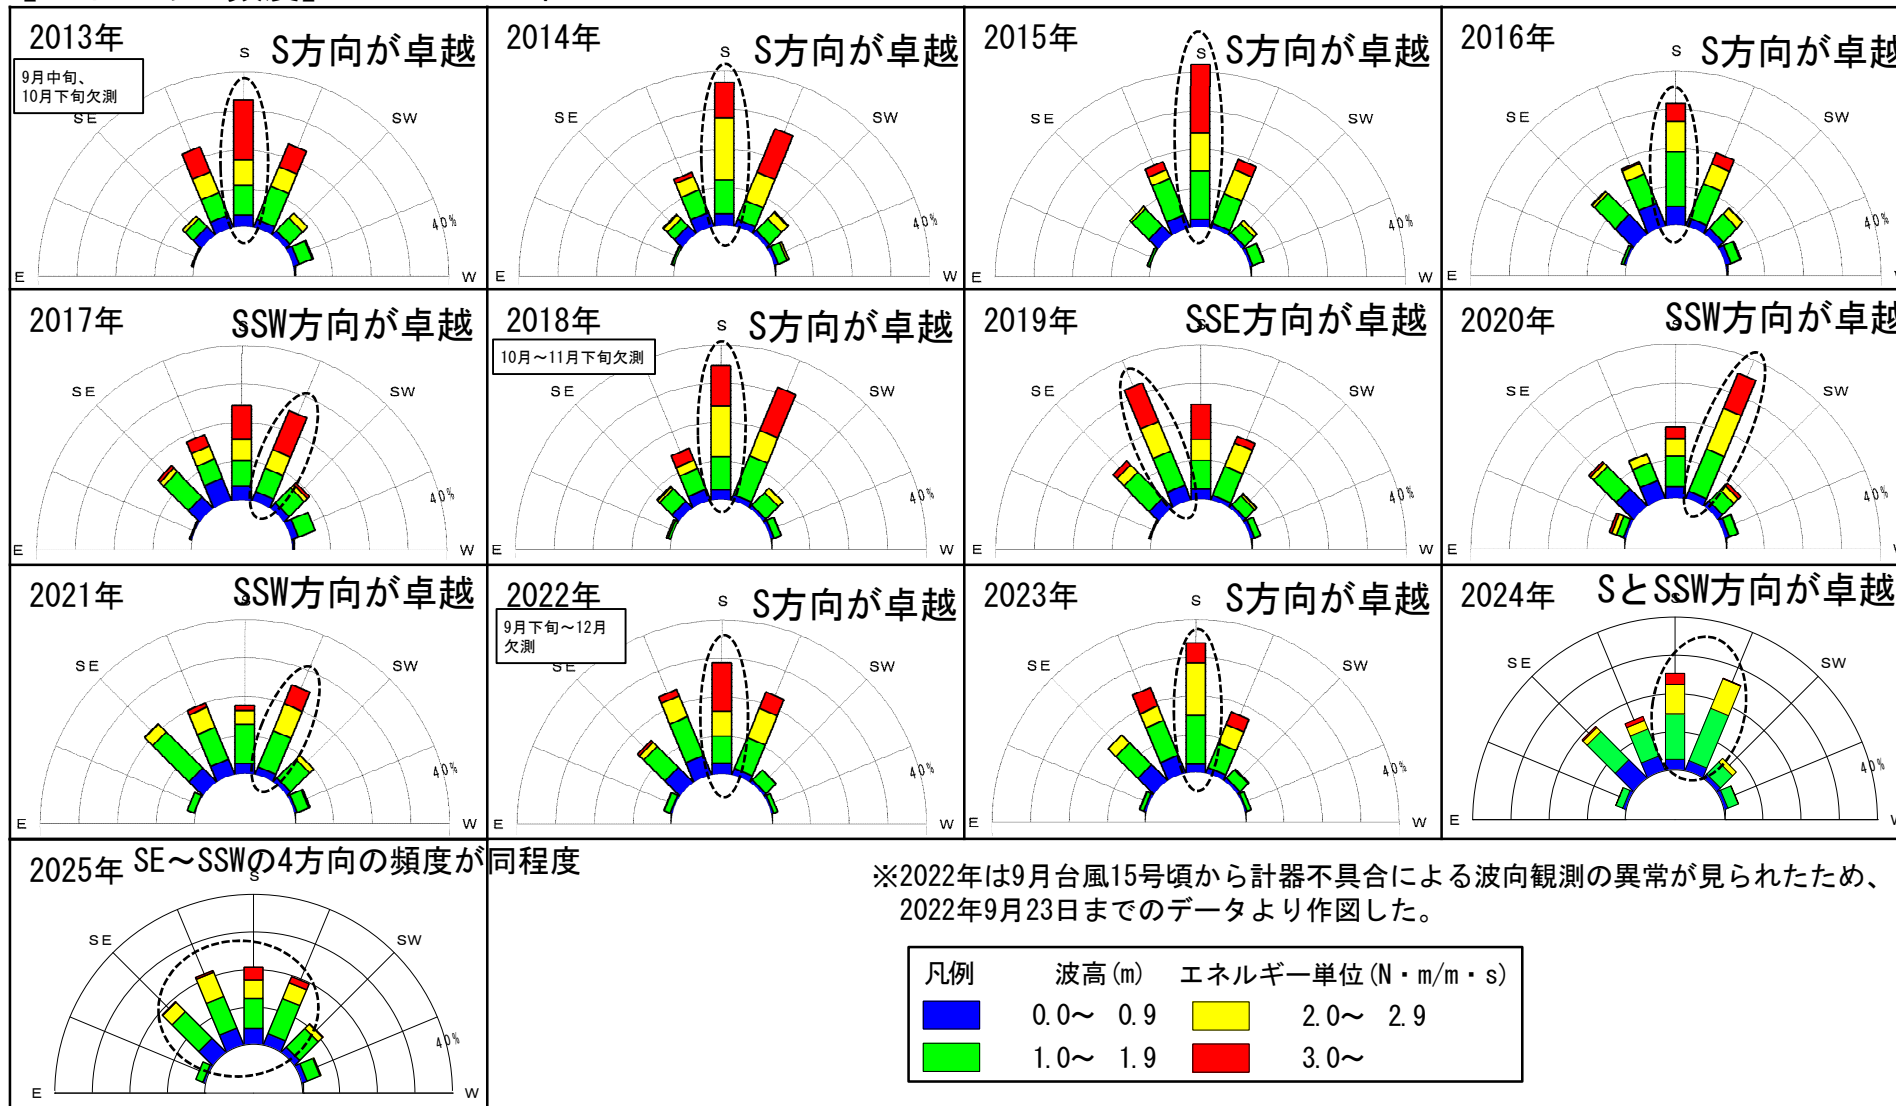 2013年
S方向が卓越
9月中旬、
10月下旬欠測
S
SE
SW
40%
E
W
2014年
S方向が卓越
S
SE
SW
40%
E
W
2015年
S方向が卓越
S
SE
SW
40%
E
W
2016年
S方向が卓越
S
SE
SW
40%
E
2017年
SSW方向が卓越
S
SE
SW
40%
E
W
2018年
S方向が卓越
10月～11月下旬欠測
S
SE
SW
40%
E
W
2019年
SSE方向が卓越
S
SE
SW
40%
E
W
2020年
SSW方向が卓越
S
SE
SW
40%
E
2021年
SSW方向が卓越
S
SE
SW
40%
E
W
2022年
S方向が卓越
9月下旬～12月
欠測
S
SE
SW
40%
E
W
2023年
S方向が卓越
S
SE
SW
40%
E
W
2024年
SとSSW方向が卓越
S
SE
SW
40%
E
2025年
SE～SSWの4方向の頻度が同程度
S
SE
SW
40%
E
W
※2022年は9月台風15号頃から計器不具合による波向観測の異常が見られたため、
2022年9月23日までのデータより作図した。
凡例 波高(m) エネルギー単位(N・m/m・s)
0.0～ 0.9 2.0～ 2.9
1.0～ 1.9 3.0～